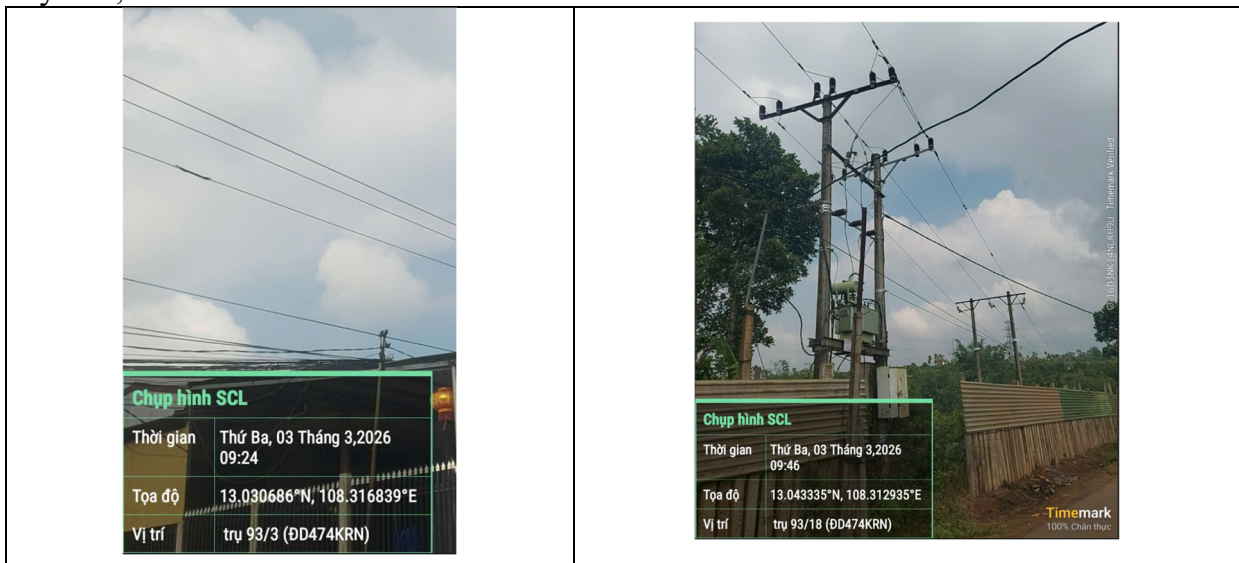 Chụp hình SCL
Thời gian
Thứ Ba, 03 Tháng 3,2026
09:24
Tọa độ
13.030686°N, 108.316839°E
Vị trí
trụ 93/3 (ĐD474KRN)
Chụp hình SCL
Thời gian
Thứ Ba, 03 Tháng 3,2026
09:46
Tọa độ
13.043335°N, 108.312935°E
Vị trí
trụ 93/18 (ĐD474KRN)
Timemark
100% Chân thực
Timemark Verified